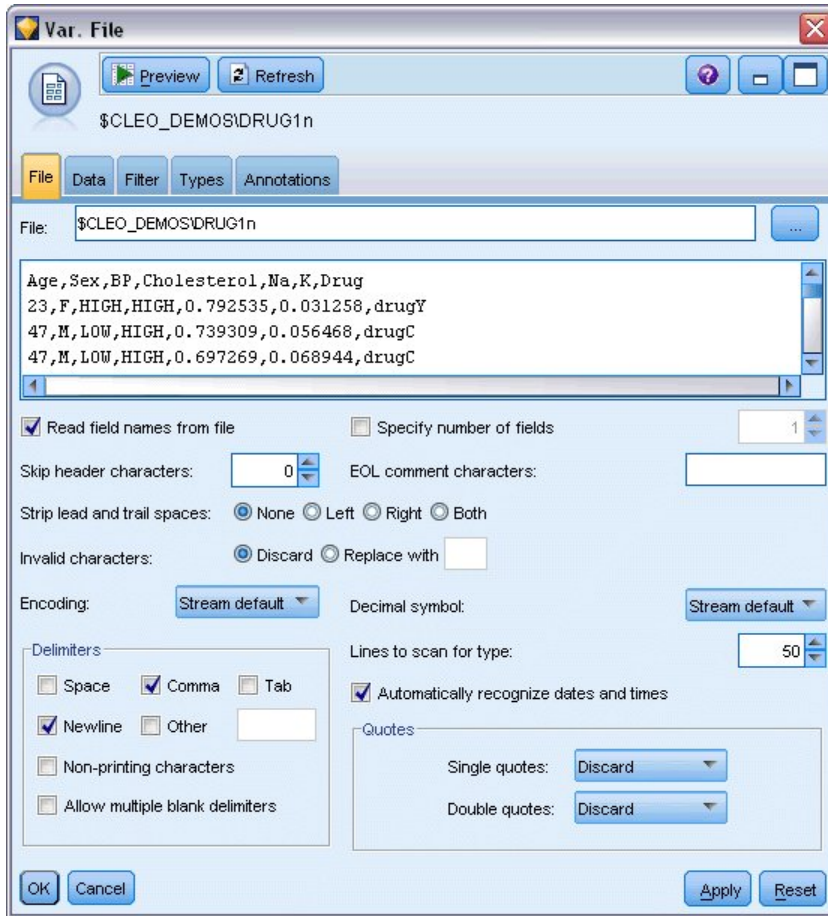 Var. File
Preview Refresh
$CLEO_DEMOS\DRUG1n
File Data Filter Types Annotations
File: $CLEO_DEMOS\DRUG1n ...
Age,Sex,BP,Cholesterol,Na,K,Drug
23,F,HIGH,HIGH,0.792535,0.031258,drugY
47,M,LOW,HIGH,0.739309,0.056468,drugC
47,M,LOW,HIGH,0.697269,0.068944,drugC
Read field names from file Specify number of fields 1
Skip header characters: 0 EOL comment characters:
Strip lead and trail spaces: None Left Right Both
Invalid characters: Discard Replace with
Encoding: Stream default Decimal symbol: Stream default
Delimiters Lines to scan for type: 50
Space Comma Tab Automatically recognize dates and times
Newline Other Quotes
Non-printing characters Single quotes: Discard
Allow multiple blank delimiters Double quotes: Discard
OK Cancel Apply Reset